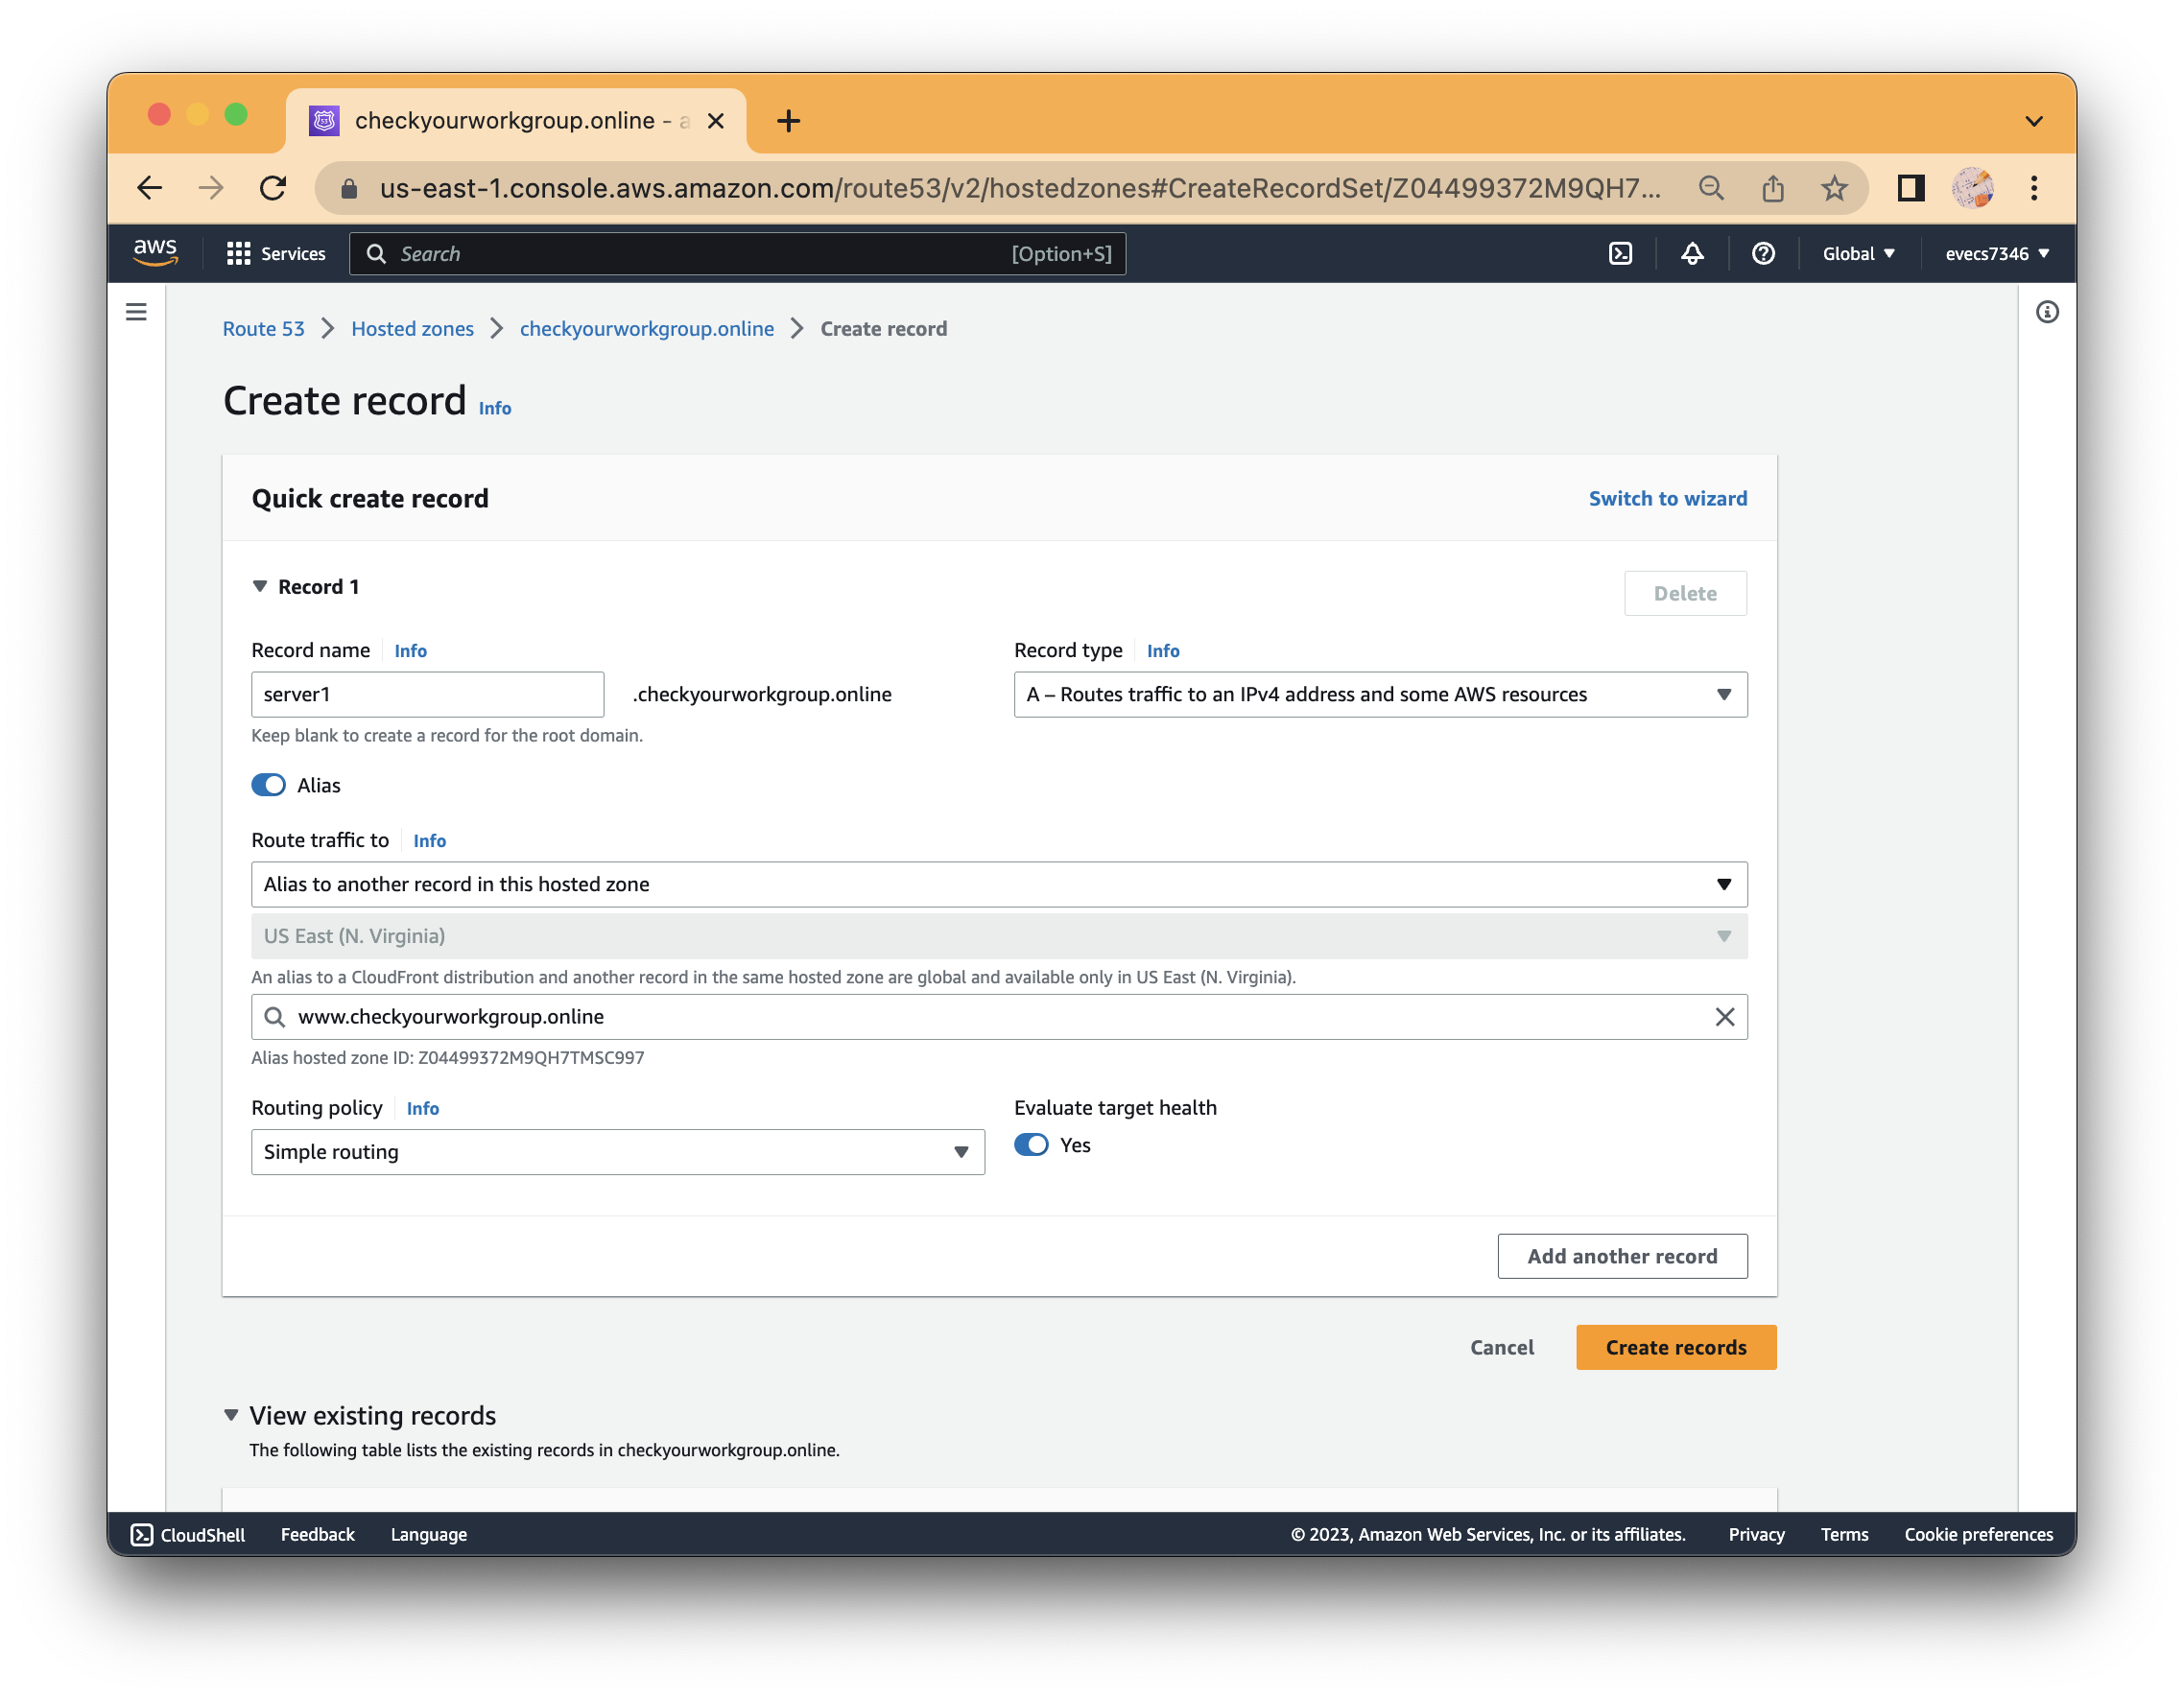 checkyourworkgroup.online - a
us-east-1.console.aws.amazon.com/route53/v2/hostedzones#CreateRecordSet/Z04499372M9QH7...
aws
Services
Search
[Option+S]
Global
evecs7346
Route 53
Hosted zones
checkyourworkgroup.online
Create record
Create record Info
Quick create record
Switch to wizard
Record 1
Delete
Record name Info
Record type Info
server1
.checkyourworkgroup.online
A – Routes traffic to an IPv4 address and some AWS resources
Keep blank to create a record for the root domain.
Alias
Route traffic to Info
Alias to another record in this hosted zone
US East (N. Virginia)
An alias to a CloudFront distribution and another record in the same hosted zone are global and available only in US East (N. Virginia).
www.checkyourworkgroup.online
Alias hosted zone ID: Z04499372M9QH7TMSC997
Routing policy Info
Evaluate target health
Simple routing
Yes
Add another record
Cancel
Create records
View existing records
The following table lists the existing records in checkyourworkgroup.online.
CloudShell
Feedback
Language
© 2023, Amazon Web Services, Inc. or its affiliates.
Privacy
Terms
Cookie preferences